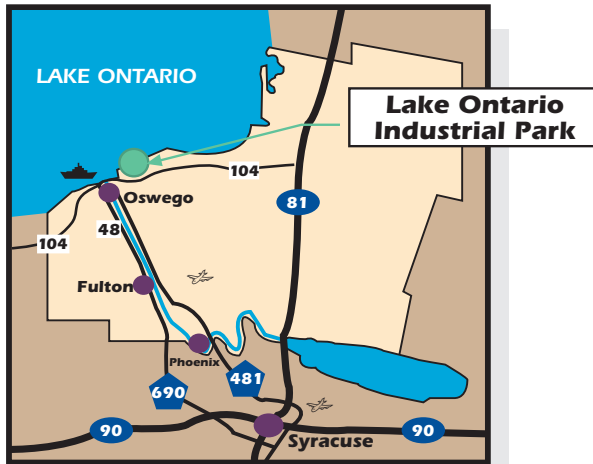 LAKE ONTARIO
Lake Ontario
Industrial Park
104
Oswego
81
48
104
Fulton
Phoenix
481
690
90
90
Syracuse